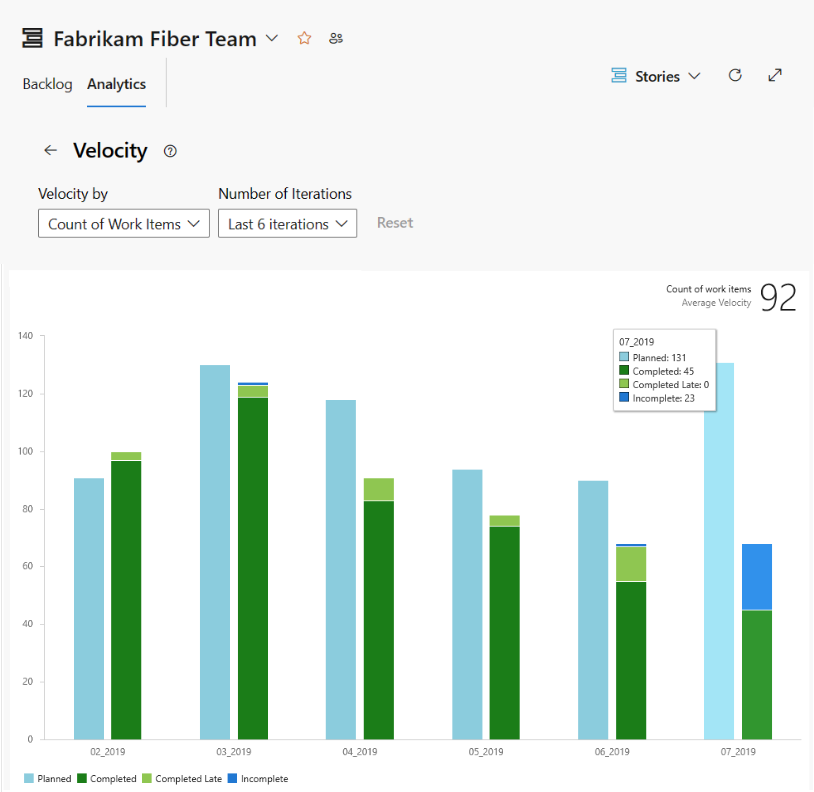 Fabrikam Fiber Team
Backlog Analytics
Stories
Velocity
Velocity by Number of Iterations
Count of Work Items Last 6 iterations Reset
Count of work items
Average Velocity
92
07_2019
Planned: 131
Completed: 45
Completed Late: 0
Incomplete: 23
140
120
100
80
60
40
20
0
02_2019 03_2019 04_2019 05_2019 06_2019 07_2019
Planned Completed Completed Late Incomplete